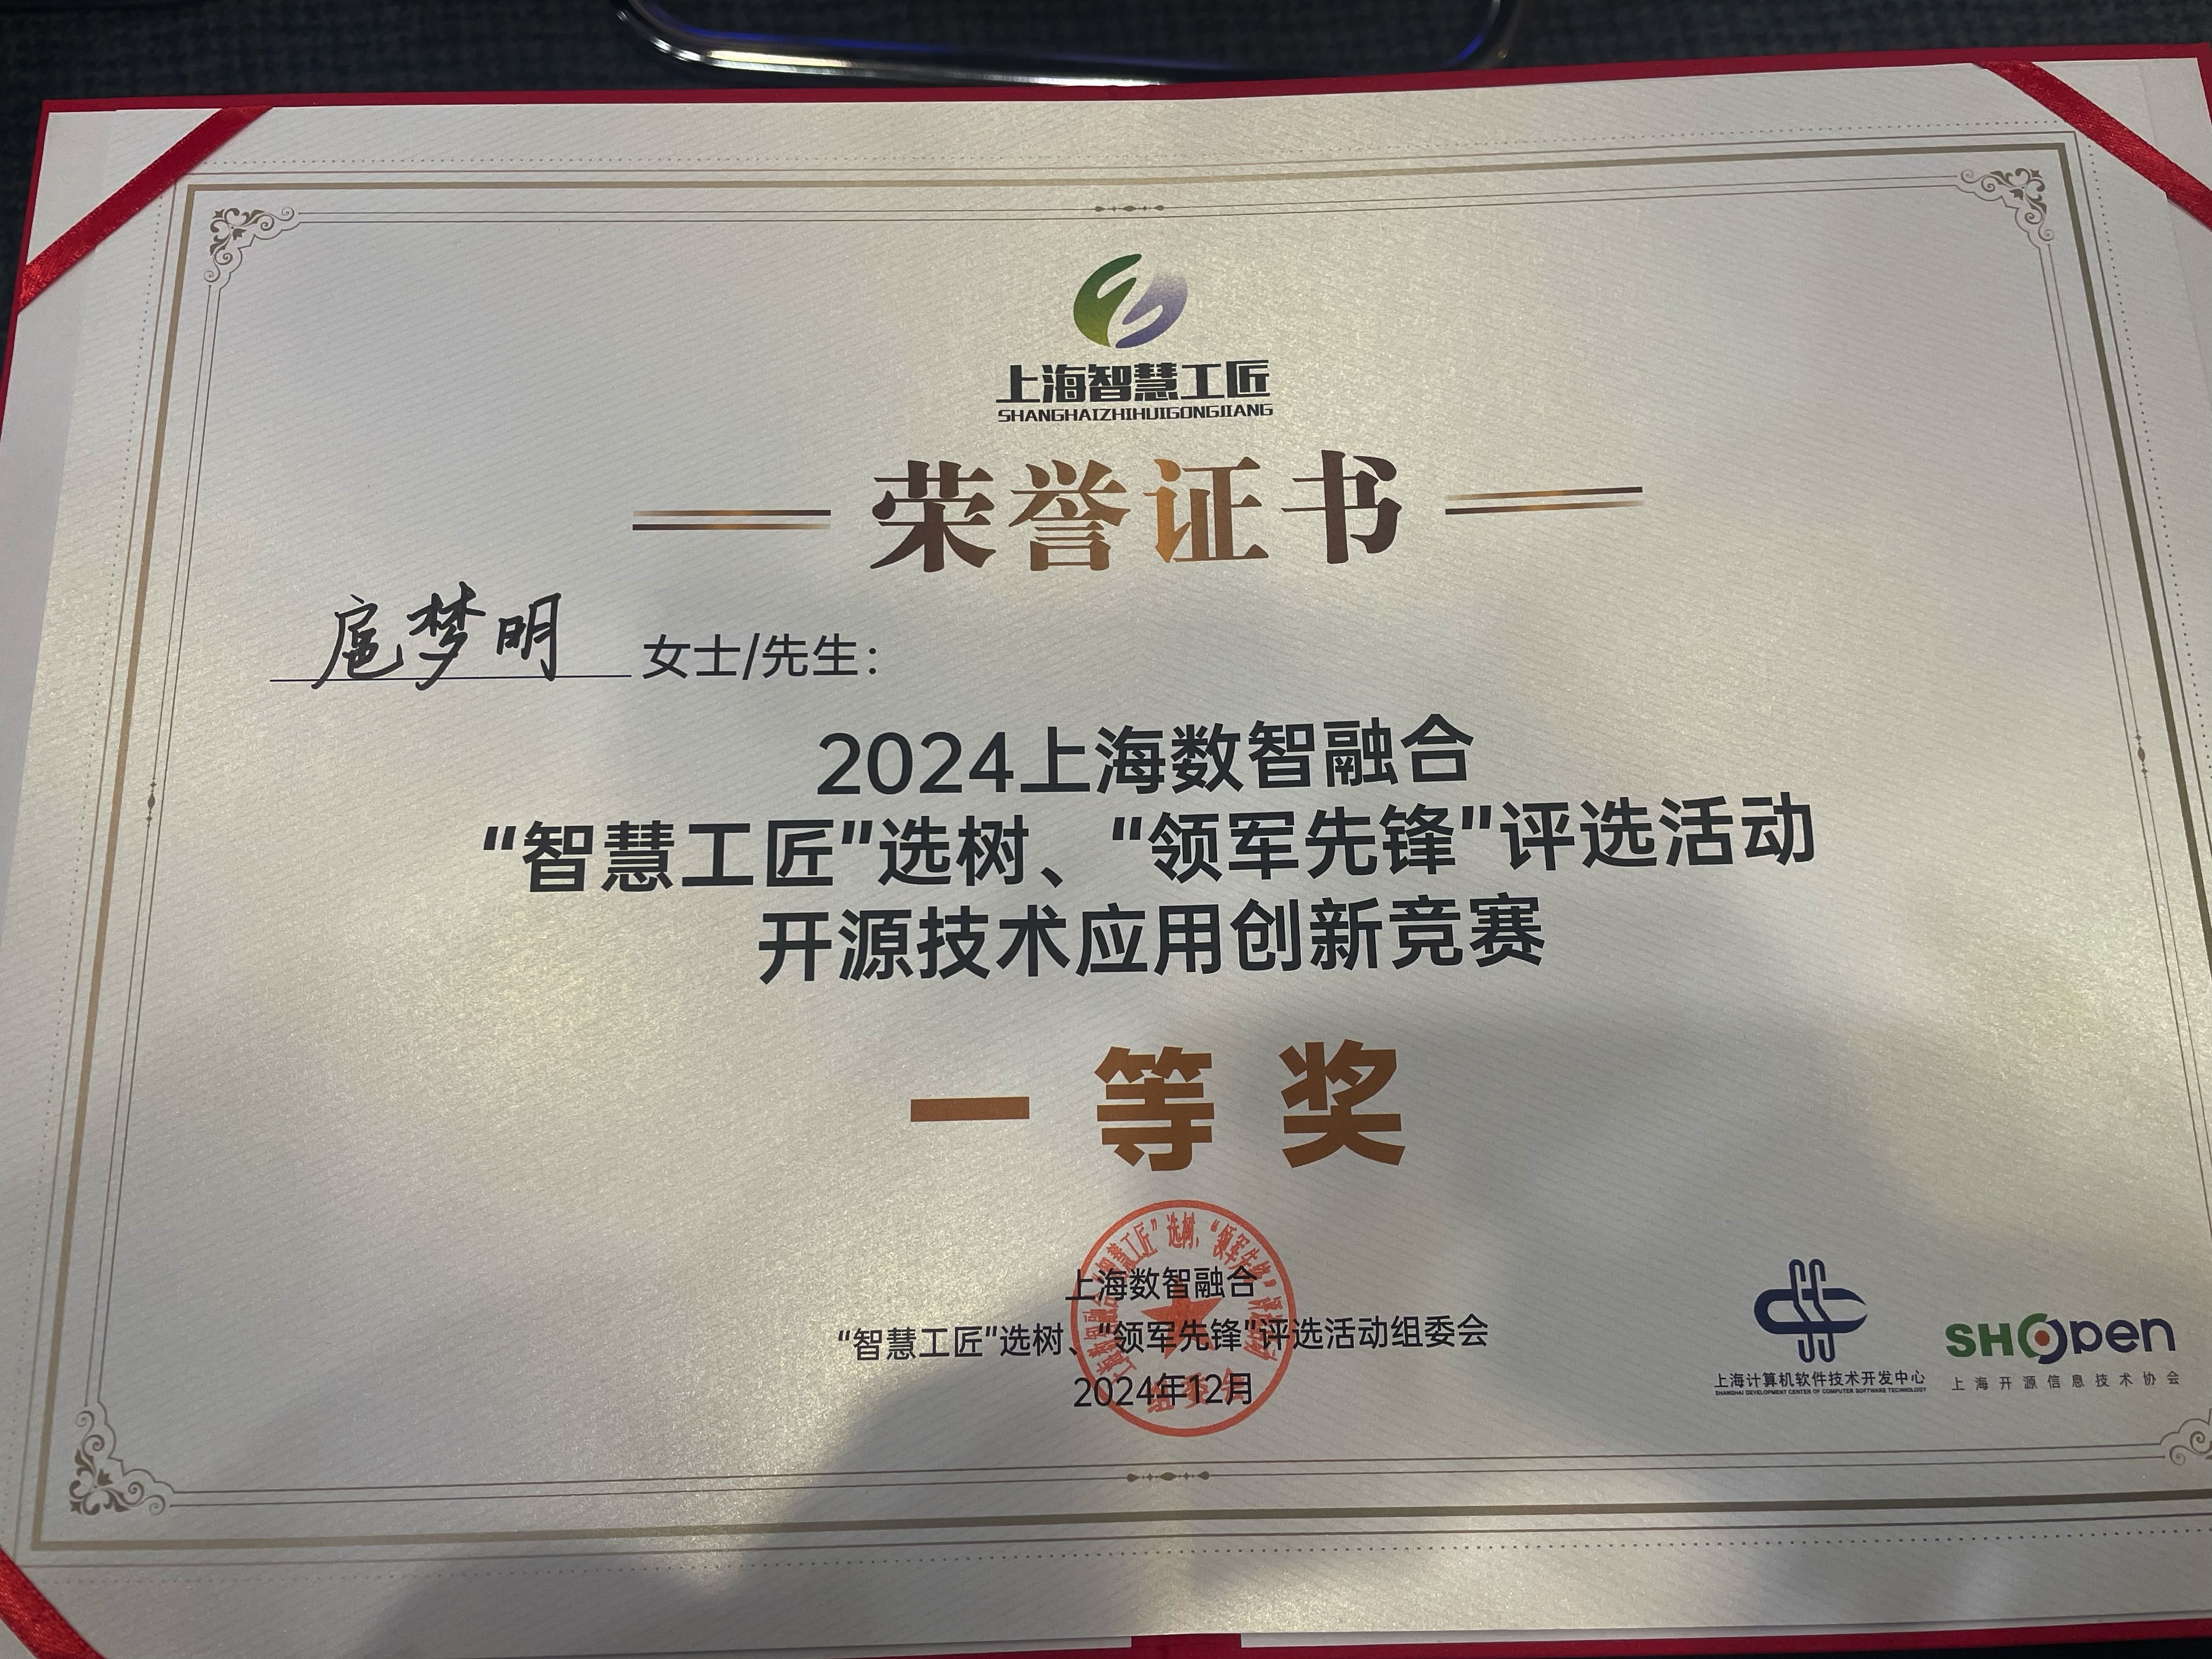 上海智慧工匠
SHANGHAIZHIHUIGONGJIANG
荣誉证书
扈梦明 女士/先生：
2024上海数智融合
“智慧工匠”选树、“领军先锋”评选活动
开源技术应用创新竞赛
一等奖
上海数智融合
“智慧工匠”选树、“领军先锋”评选活动组委会
2024年12月
上海计算机软件技术开发中心
SHANGHAI DEVELOPMENT CENTER OF COMPUTER SOFTWARE TECHNOLOGY
SHOpen
上海开源信息技术协会